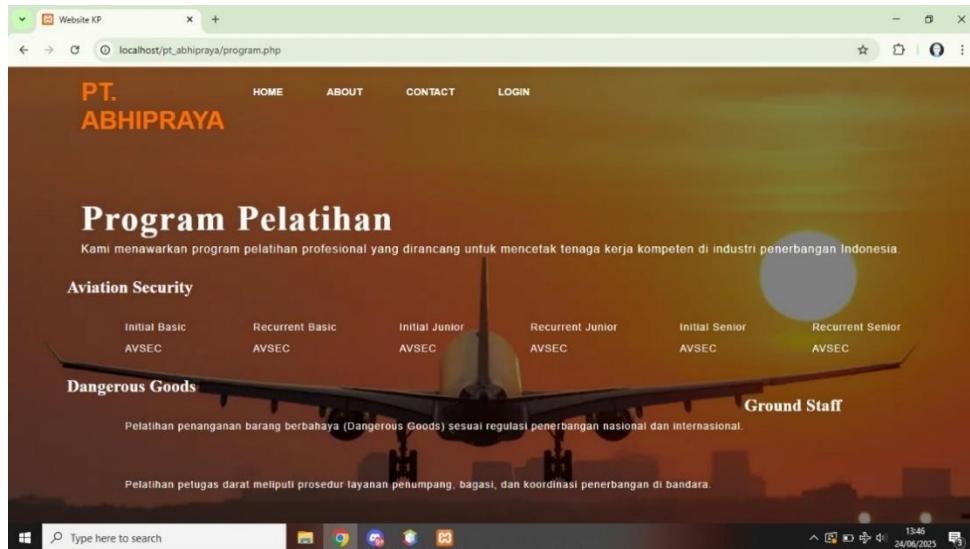 Website KP
localhost/pt_abhipraya/program.php
PT.
ABHIPRAYA
HOME ABOUT CONTACT LOGIN
Program Pelatihan
Kami menawarkan program pelatihan profesional yang dirancang untuk mencetak tenaga kerja kompeten di industri penerbangan Indonesia.
Aviation Security
Initial Basic Recurrent Basic Initial Junior Recurrent Junior Initial Senior Recurrent Senior
AVSEC AVSEC AVSEC AVSEC AVSEC AVSEC
Dangerous Goods
Ground Staff
Pelatihan penanganan barang berbahaya (Dangerous Goods) sesuai regulasi penerbangan nasional dan internasional.
Pelatihan petugas darat meliputi prosedur layanan penumpang, bagasi, dan koordinasi penerbangan di bandara.
Type here to search
13:46
24/06/2025
3